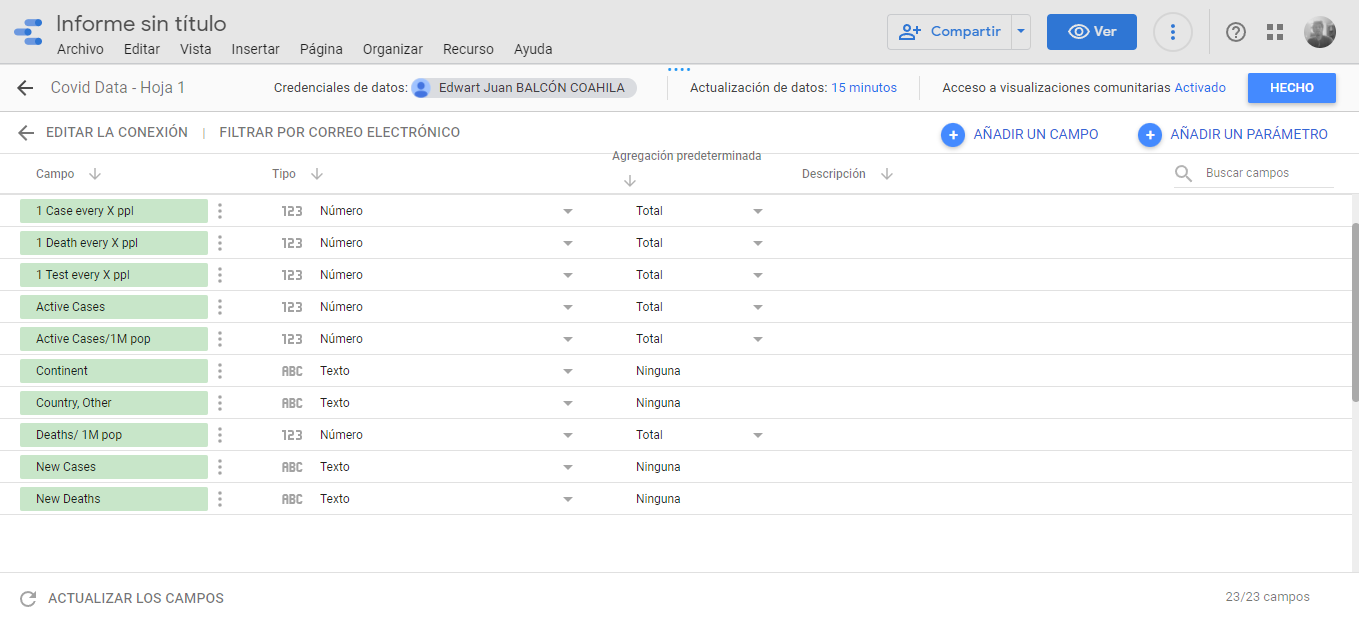 Informe sin título
Archivo Editar Vista Insertar Página Organizar Recurso Ayuda
Compartir
Ver
Covid Data - Hoja 1
Credenciales de datos: Edwart Juan BALCÓN COAHILA
Actualización de datos: 15 minutos
Acceso a visualizaciones comunitarias Activado
HECHO
EDITAR LA CONEXIÓN | FILTRAR POR CORREO ELECTRÓNICO
AÑADIR UN CAMPO
AÑADIR UN PARÁMETRO
Campo Tipo Agregación predeterminada Descripción Buscar campos
1 Case every X ppl 123 Número Total
1 Death every X ppl 123 Número Total
1 Test every X ppl 123 Número Total
Active Cases 123 Número Total
Active Cases/1M pop 123 Número Total
Continent ABC Texto Ninguna
Country, Other ABC Texto Ninguna
Deaths/ 1M pop 123 Número Total
New Cases ABC Texto Ninguna
New Deaths ABC Texto Ninguna
ACTUALIZAR LOS CAMPOS
23/23 campos